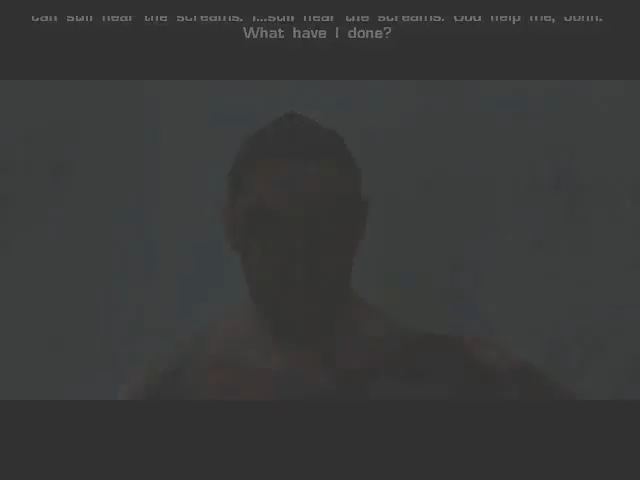 can still hear the screams. I...still hear the screams. God help me, John.
What have I done?